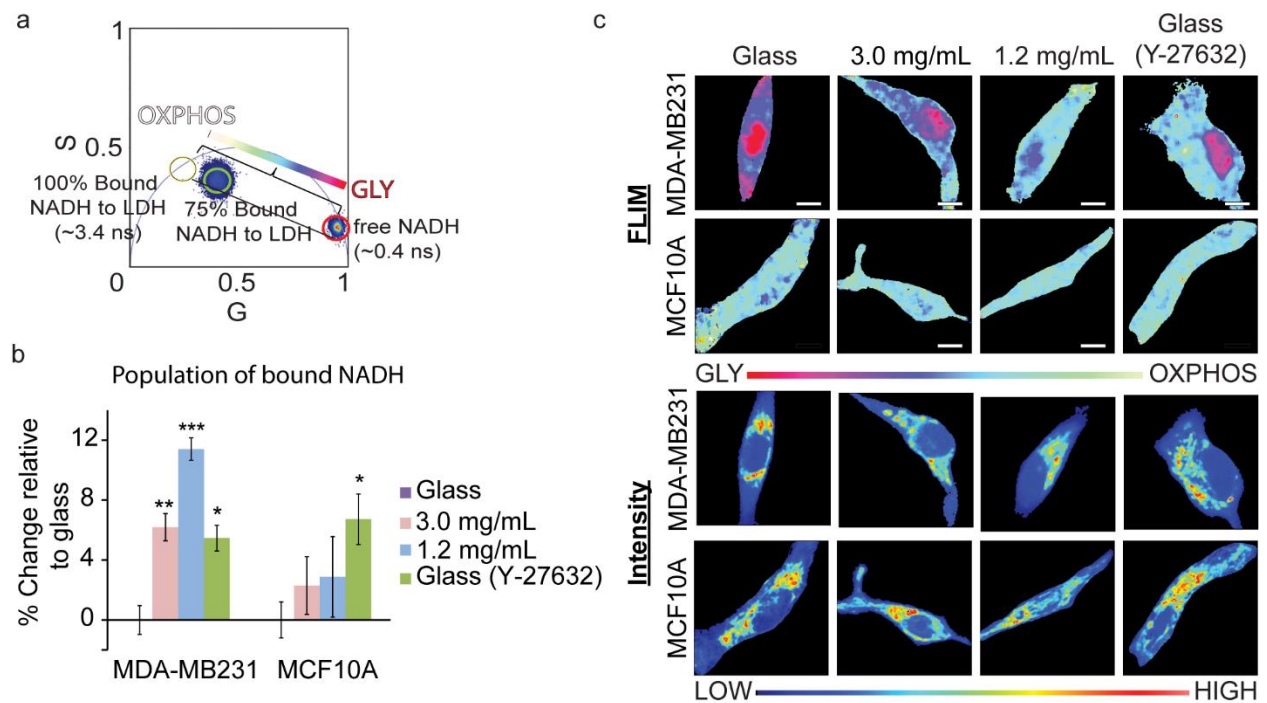 a
1
S
0.5
0
0.5
1
G
OXPHOS
GLY
100% Bound
NADH to LDH
(~3.4 ns)
75% Bound
NADH to LDH
free NADH
(~0.4 ns)
b
Population of bound NADH
% Change relative
to glass
12
8
4
0
***
**
*
*
MDA-MB231
MCF10A
Glass
3.0 mg/mL
1.2 mg/mL
Glass (Y-27632)
c
Glass
3.0 mg/mL
1.2 mg/mL
Glass
(Y-27632)
FLIM
MDA-MB231
MCF10A
GLY
OXPHOS
Intensity
MDA-MB231
MCF10A
LOW
HIGH